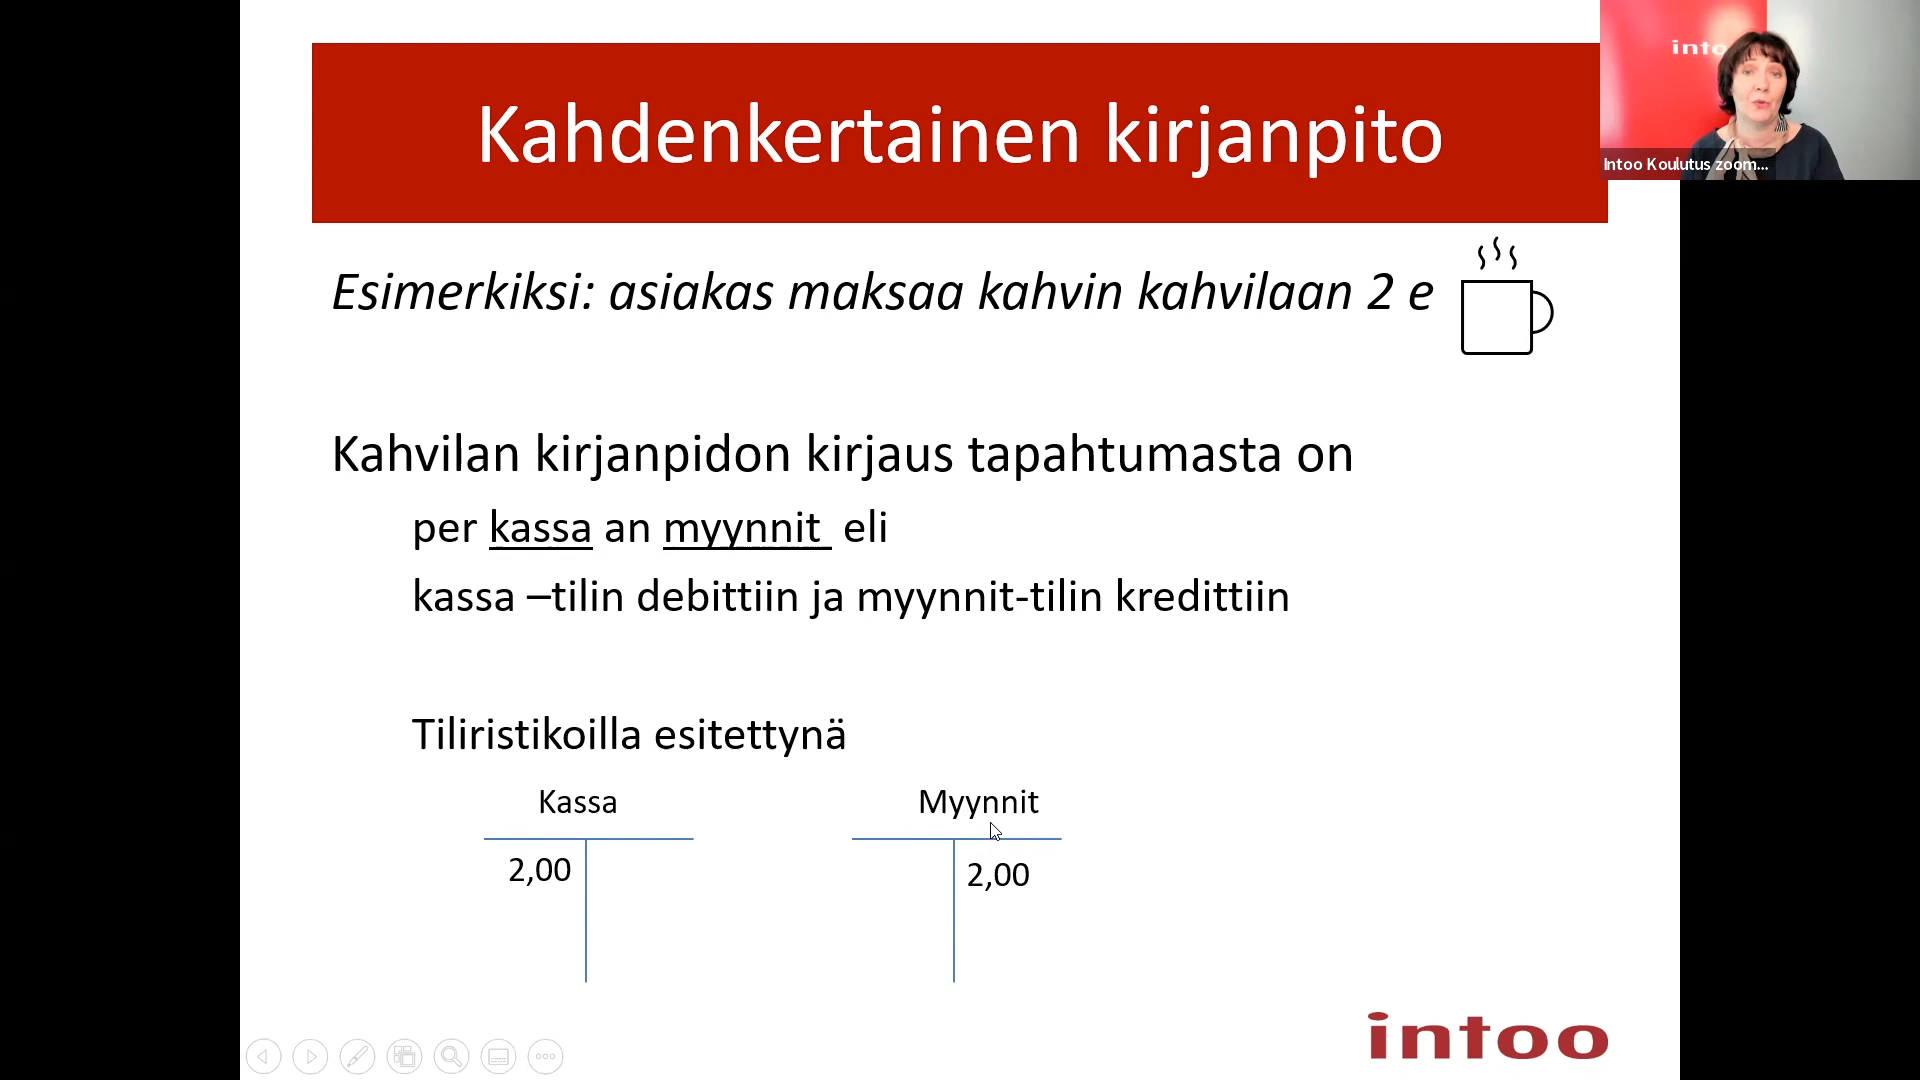 Kahdenkertainen kirjanpito
into
Intoo Koulutus zoom...
Esimerkiksi: asiakas maksaa kahvin kahvilaan 2 e
Kahvilan kirjanpidon kirjaus tapahtumasta on
per kassa an myynnit eli
kassa –tilin debittiin ja myynnit-tilin kredittiin
Tiliristikoilla esitettynä
Kassa
Myynnit
2,00
2,00
intoo